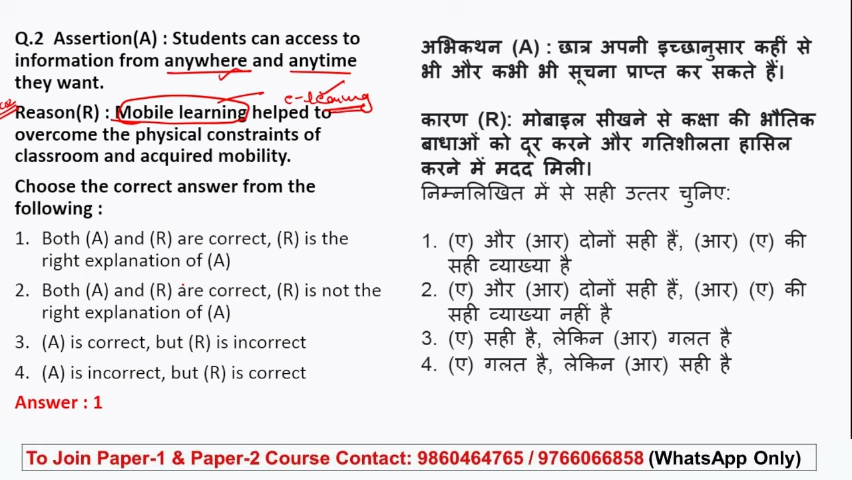 Q.2 Assertion(A) : Students can access to
information from anywhere and anytime
they want.
e-learning
Reason(R) : Mobile learning helped to
overcome the physical constraints of
classroom and acquired mobility.
Choose the correct answer from the
following :
1. Both (A) and (R) are correct, (R) is the
right explanation of (A)
2. Both (A) and (R) are correct, (R) is not the
right explanation of (A)
3. (A) is correct, but (R) is incorrect
4. (A) is incorrect, but (R) is correct
Answer : 1
अभिकथन (A) : छात्र अपनी इच्छानुसार कहीं से
भी और कभी भी सूचना प्राप्त कर सकते हैं।
कारण (R): मोबाइल सीखने से कक्षा की भौतिक
बाधाओं को दूर करने और गतिशीलता हासिल
करने में मदद मिली।
निम्नलिखित में से सही उत्तर चुनिए:
1. (ए) और (आर) दोनों सही हैं, (आर) (ए) की
सही व्याख्या है
2. (ए) और (आर) दोनों सही हैं, (आर) (ए) की
सही व्याख्या नहीं है
3. (ए) सही है, लेकिन (आर) गलत है
4. (ए) गलत है, लेकिन (आर) सही है
To Join Paper-1 & Paper-2 Course Contact: 9860464765 / 9766066858 (WhatsApp Only)